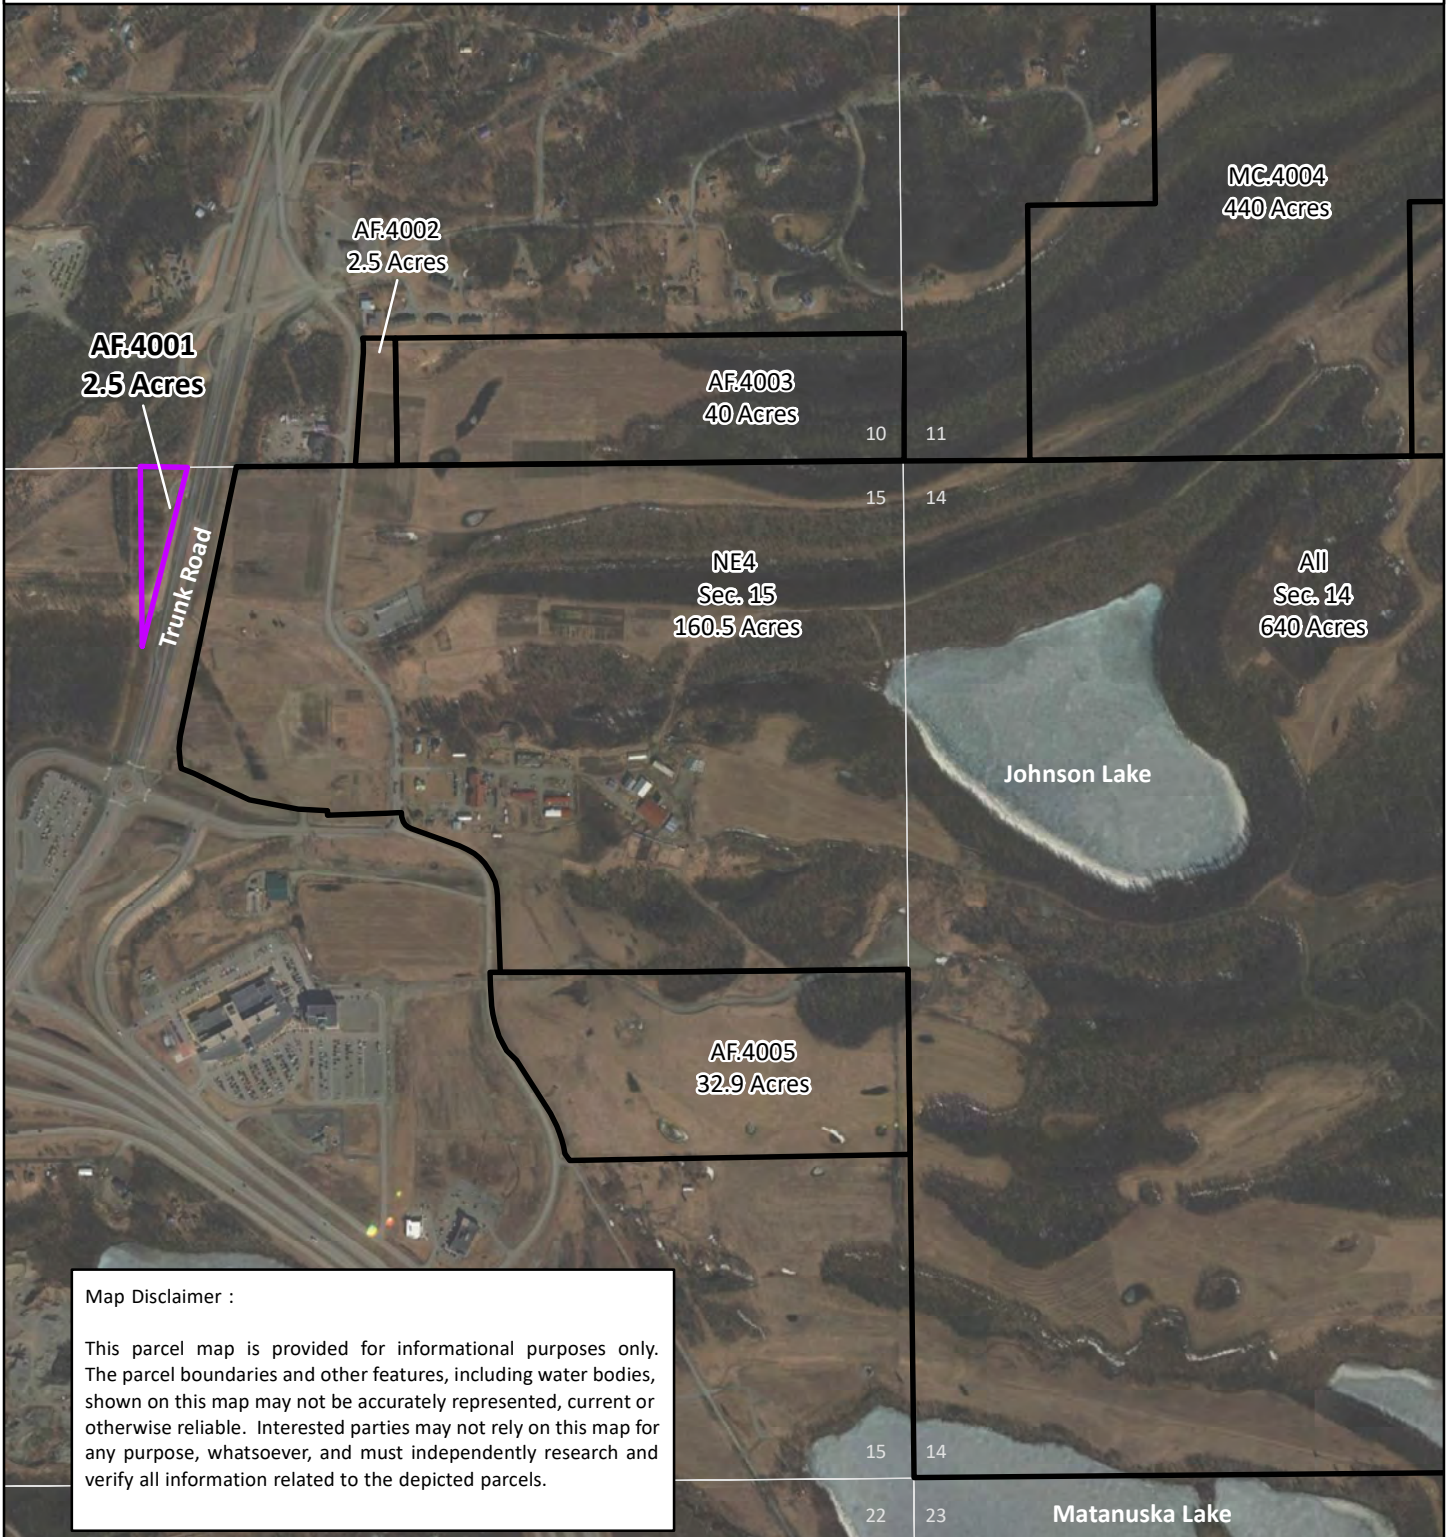 MC.4004
440 Acres
AF.4002
2.5 Acres
AF.4001
2.5 Acres
AF.4003
40 Acres
10
11
15
14
Trunk Road
NE4
Sec. 15
160.5 Acres
All
Sec. 14
640 Acres
Johnson Lake
AF.4005
32.9 Acres
Map Disclaimer :
This parcel map is provided for informational purposes only.
The parcel boundaries and other features, including water bodies,
shown on this map may not be accurately represented, current or
otherwise reliable. Interested parties may not rely on this map for
any purpose, whatsoever, and must independently research and
verify all information related to the depicted parcels.
15
14
22
23
Matanuska Lake